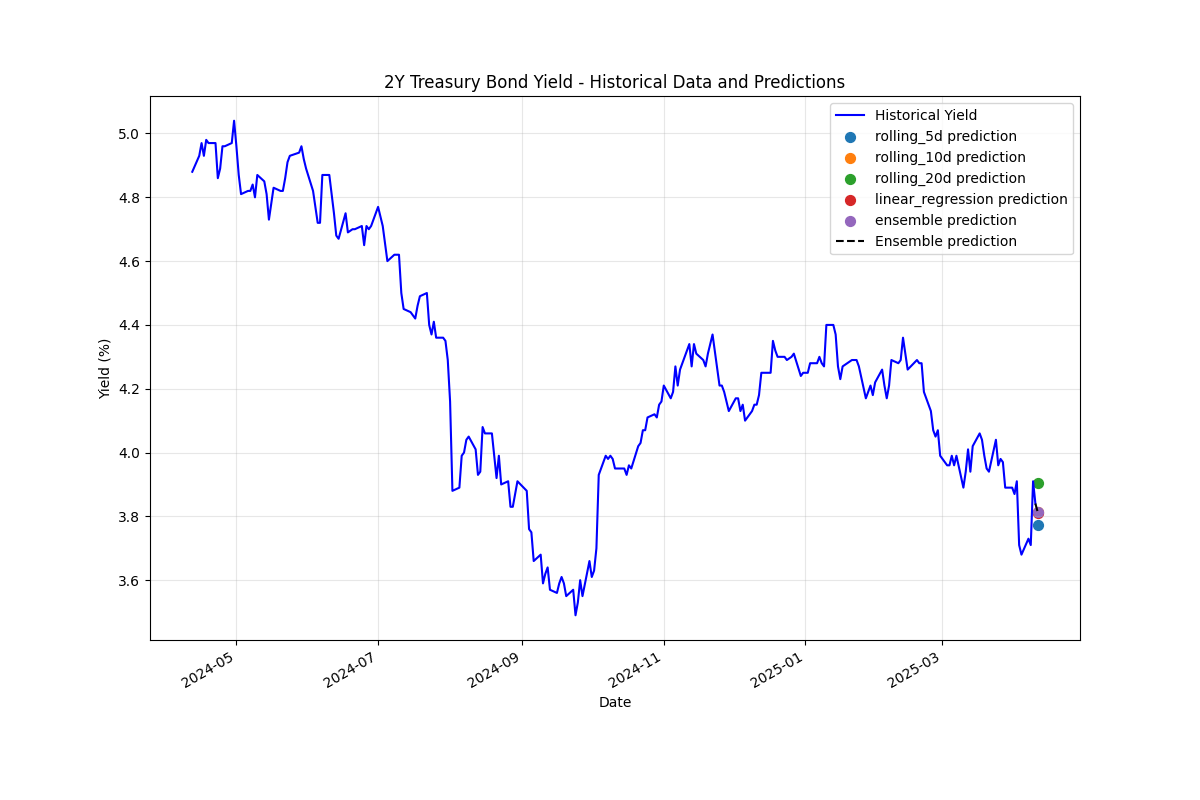 2Y Treasury Bond Yield - Historical Data and Predictions
Historical Yield
rolling_5d prediction
rolling_10d prediction
rolling_20d prediction
linear_regression prediction
ensemble prediction
Ensemble prediction
Yield (%)
5.0
4.8
4.6
4.4
4.2
4.0
3.8
3.6
2024-05
2024-07
2024-09
2024-11
2025-01
2025-03
Date